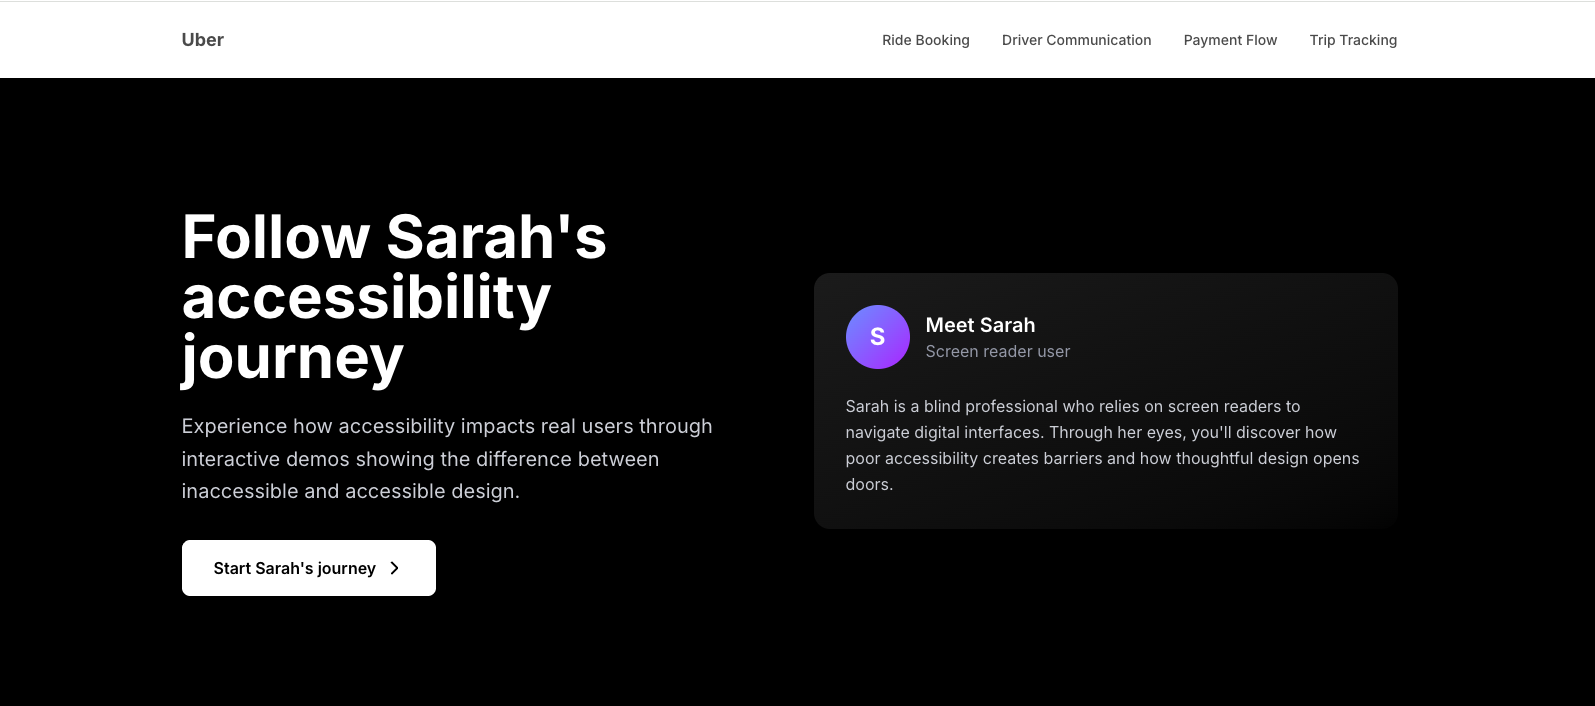 Uber
Ride Booking
Driver Communication
Payment Flow
Trip Tracking
Follow Sarah's
accessibility
journey
Experience how accessibility impacts real users through
interactive demos showing the difference between
inaccessible and accessible design.
Start Sarah's journey
S
Meet Sarah
Screen reader user
Sarah is a blind professional who relies on screen readers to
navigate digital interfaces. Through her eyes, you'll discover how
poor accessibility creates barriers and how thoughtful design opens
doors.